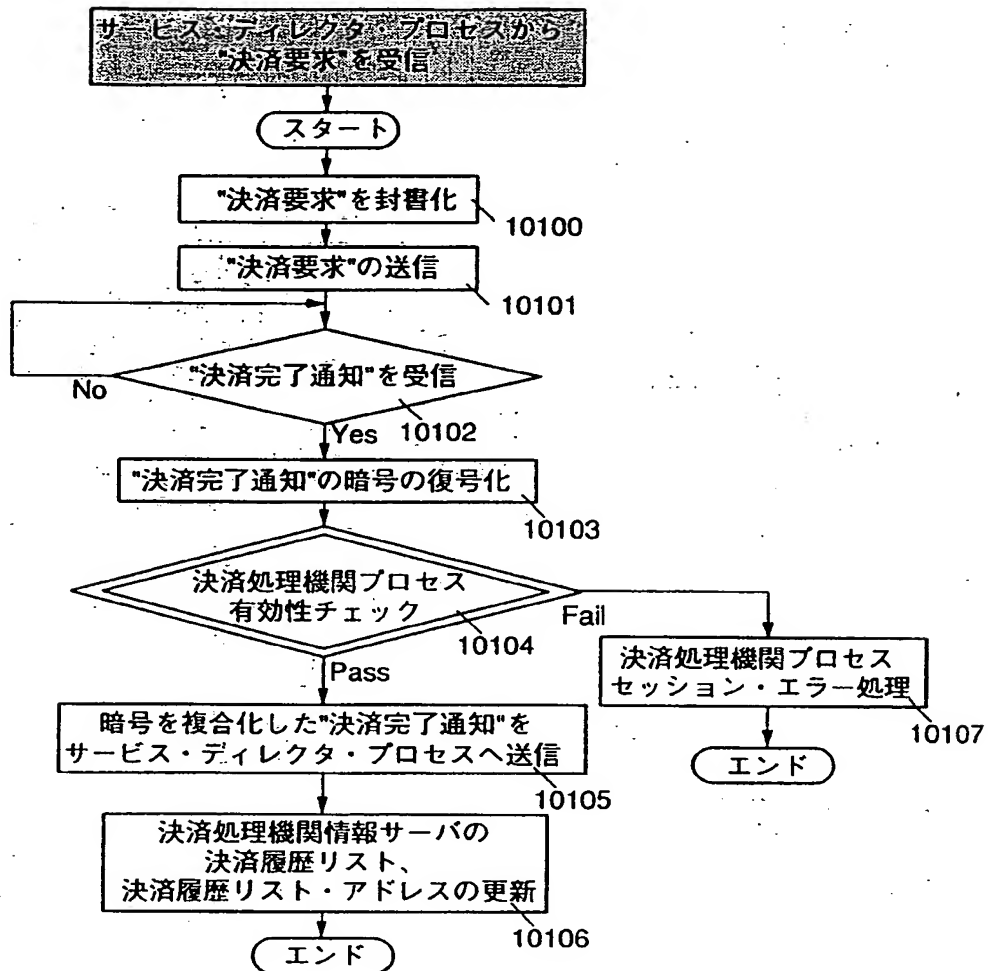 サービス・ディレクタ・プロセスから
"決済要求"を受信
スタート
"決済要求"を封書化
10100
"決済要求"の送信
10101
"決済完了通知"を受信
No
Yes
10102
"決済完了通知"の暗号の復号化
10103
決済処理機関プロセス
有効性チェック
10104
Fail
Pass
決済処理機関プロセス
セッション・エラー処理
10107
エンド
暗号を複合化した"決済完了通知"を
サービス・ディレクタ・プロセスへ送信
10105
決済処理機関情報サーバの
決済履歴リスト、
決済履歴リスト・アドレスの更新
10106
エンド